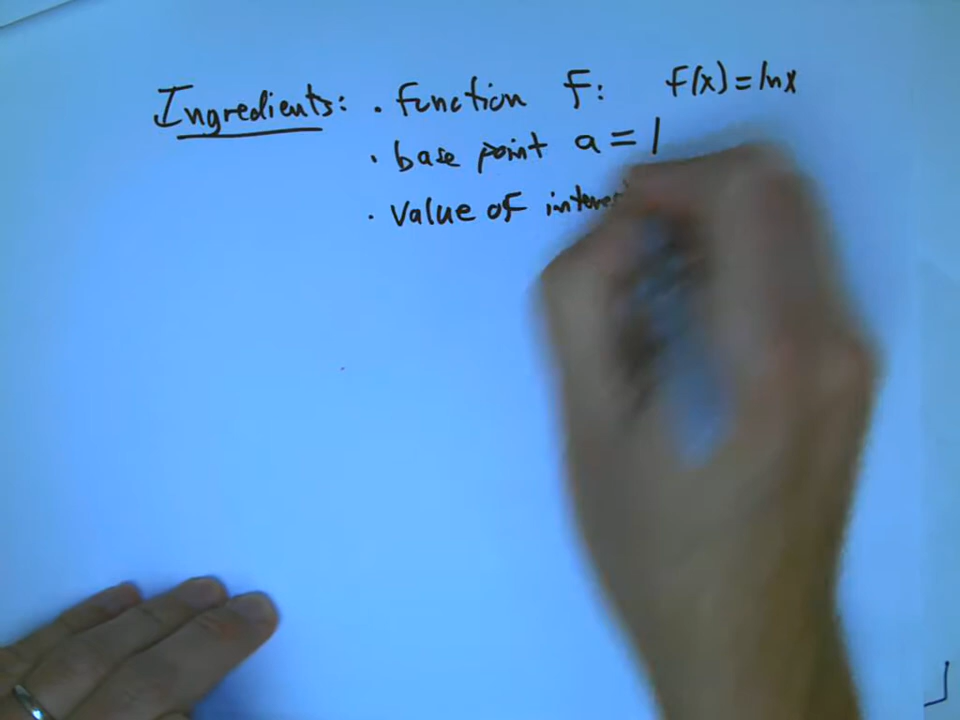 Ingredients: . function f: f(x) = ln x
. base point a = 1
. value of